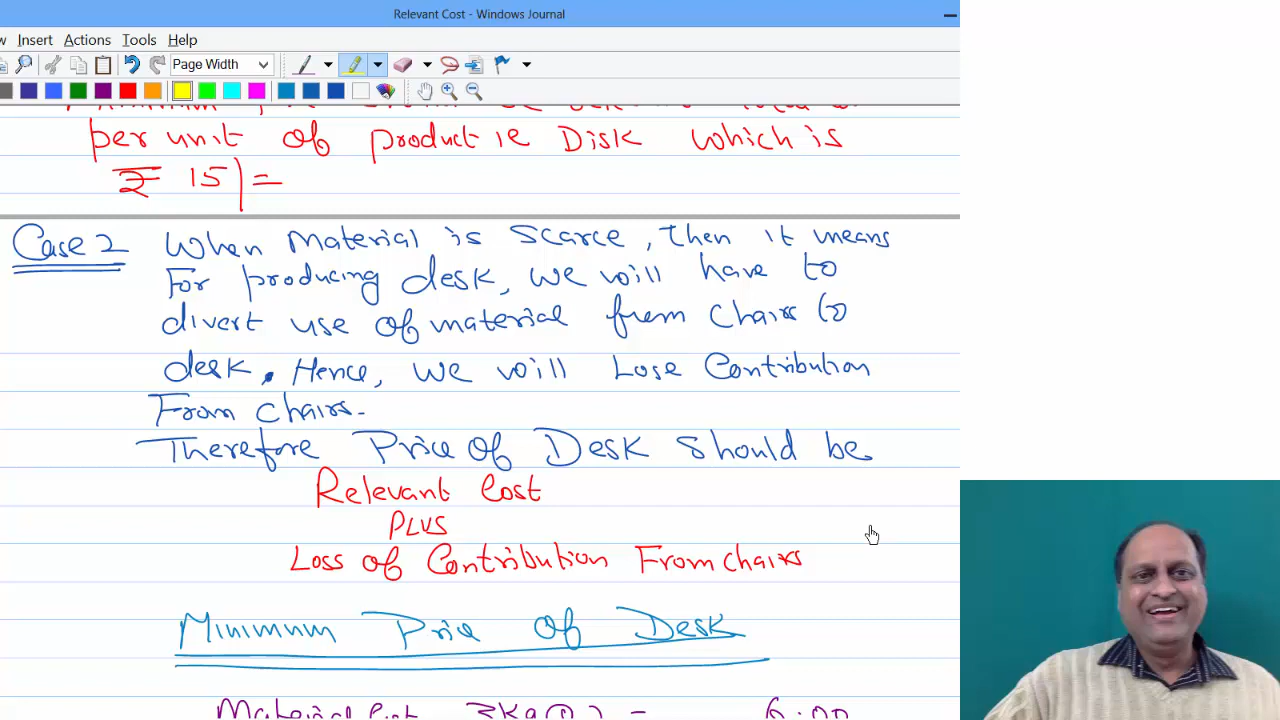 Relevant Cost - Windows Journal
Insert Actions Tools Help
Page Width
per unit of product ie Disk which is
₹ 15/=
Case 2 When Material is Scarce, then it means
For producing desk, we will have to
divert use of material from chairs to
desk. Hence, we will Lose Contribution
From chairs.
Therefore Price Of Desk should be
Relevant Cost
PLUS
Loss of Contribution From chairs
Minimum Price Of Desk
Material 6.00